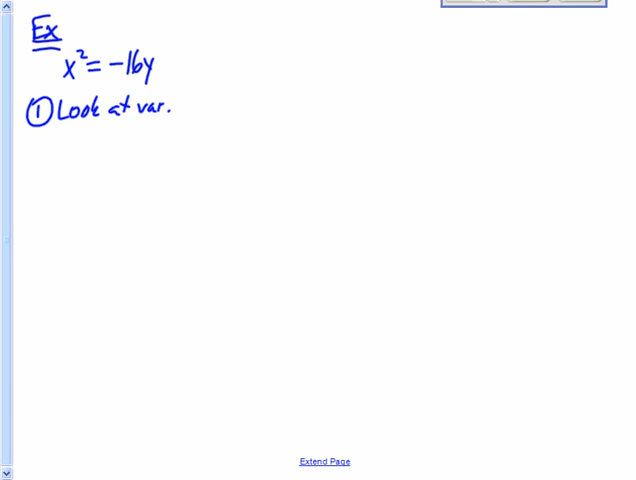 Ex
x² = -16y
① Look at var.
Extend Page